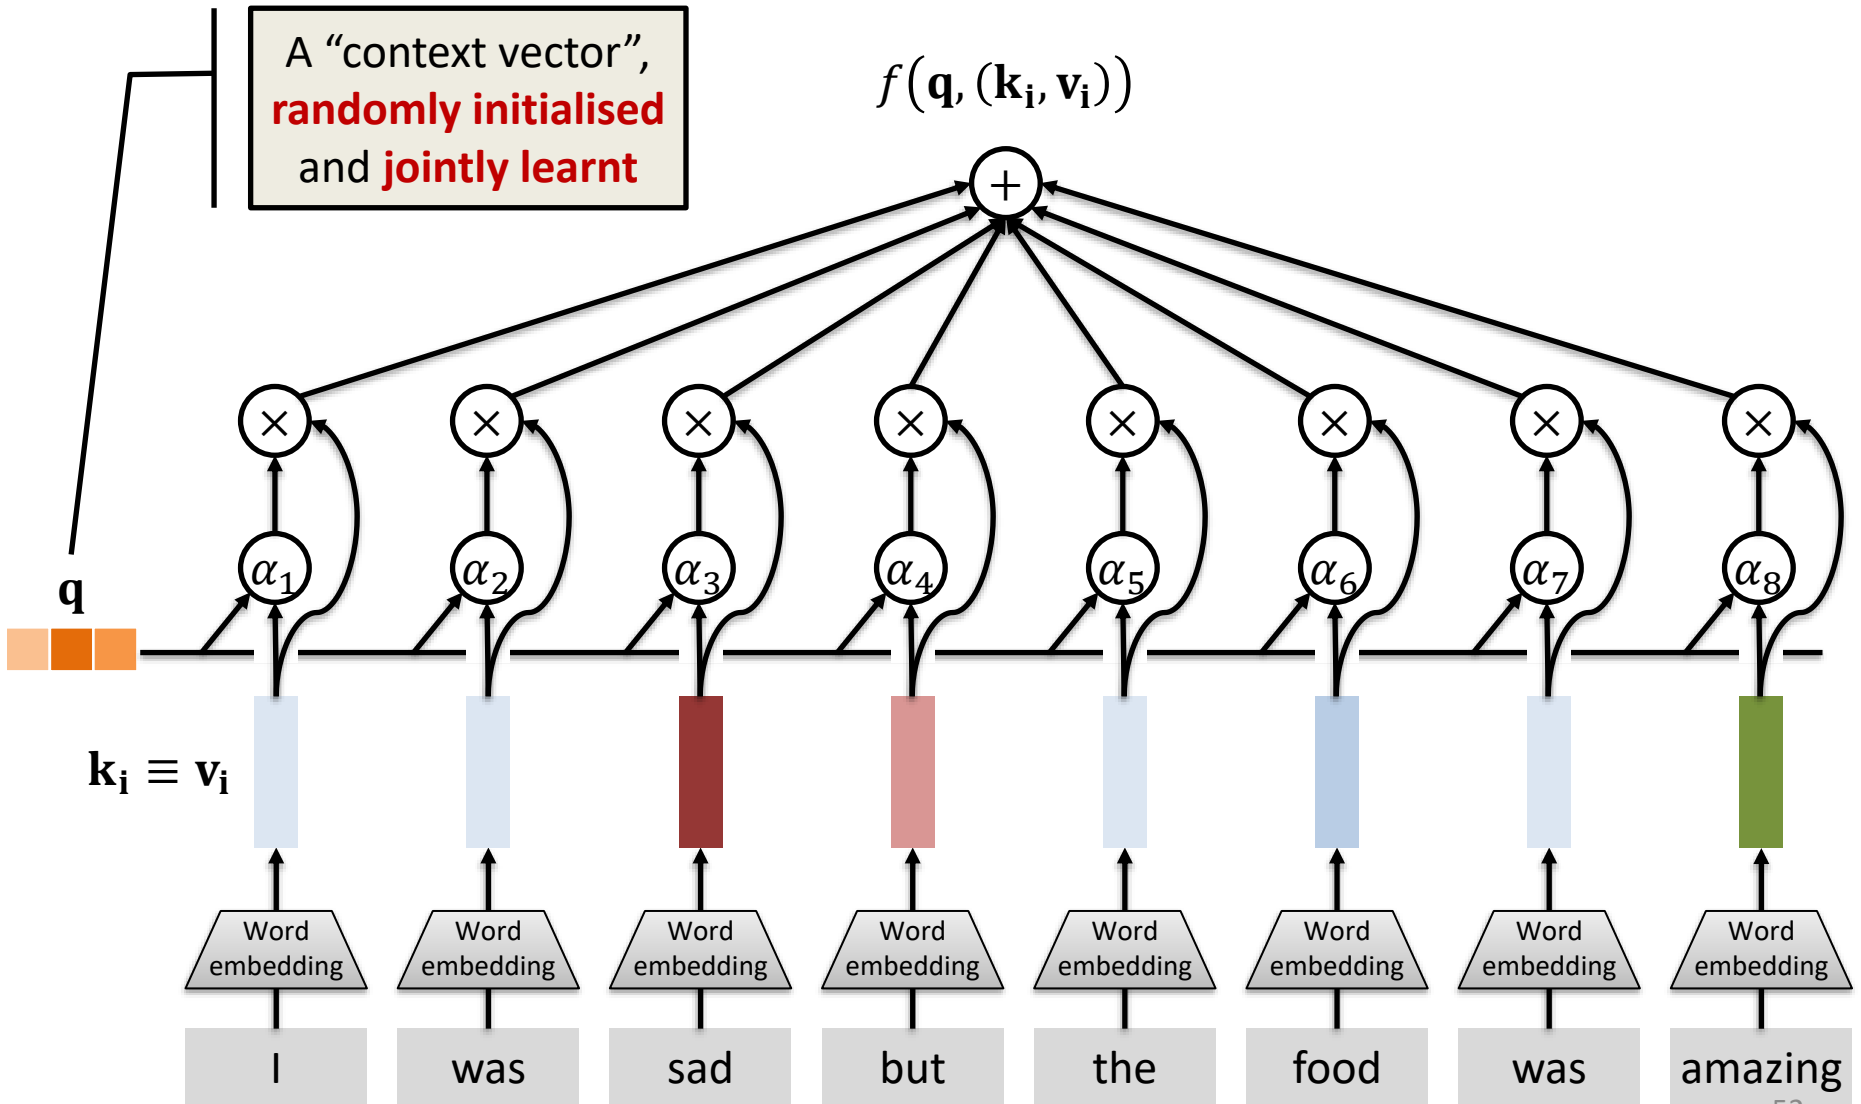 A “context vector”,
randomly initialised
and jointly learnt
f(q, (kᵢ, vᵢ))
+
× × × × × × × ×
α₁ α₂ α₃ α₄ α₅ α₆ α₇ α₈
q
kᵢ ≡ vᵢ
Word Word Word Word Word Word Word Word
embedding embedding embedding embedding embedding embedding embedding embedding
I was sad but the food was amazing